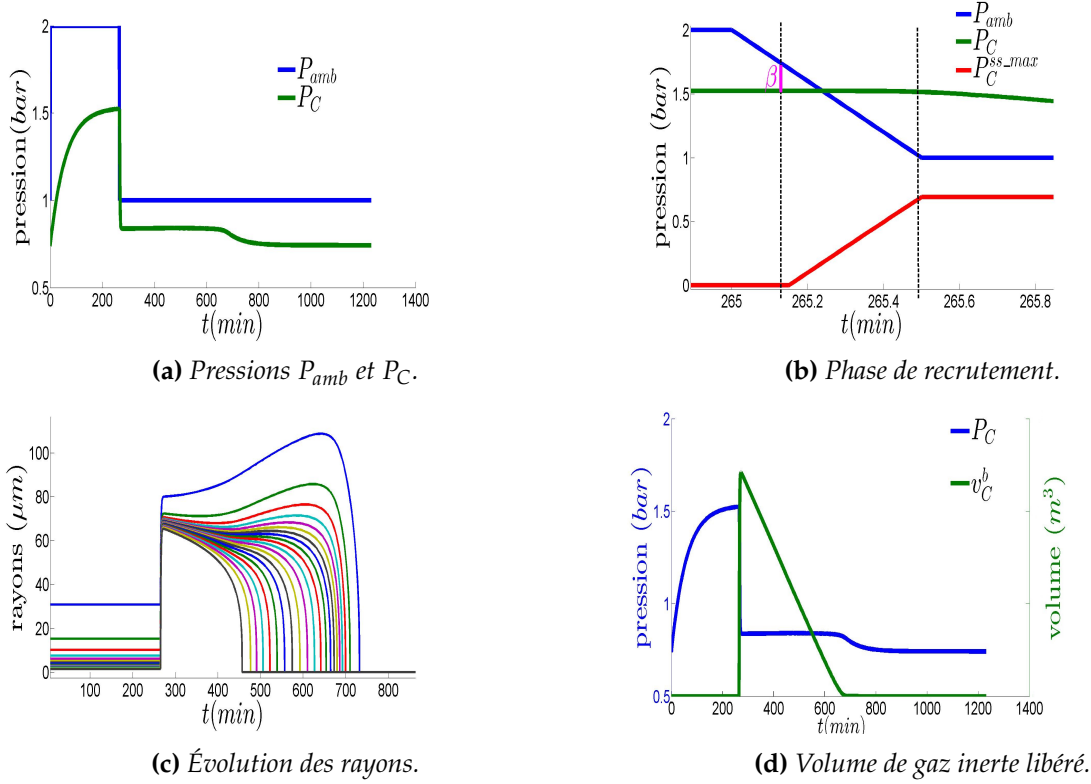 2
1.5
1
0.5
0 200 400 600 800 1000 1200 1400
pression(bar)
t(min)
P_amb
P_C
(a) Pressions P_amb et P_C.
2
1.5
1
0.5
0
265 265.2 265.4 265.6 265.8
pression (bar)
t(min)
β
P_amb
P_C
P_C^ss_max
(b) Phase de recrutement.
100
80
60
40
20
0
100 200 300 400 500 600 700 800
rayons (μm)
t(min)
(c) Évolution des rayons.
2
1.5
1
0.5
0 200 400 600 800 1000 1200 1400
pression (bar)
t(min)
P_C
v_C^b
volume (m³)
(d) Volume de gaz inerte libéré.